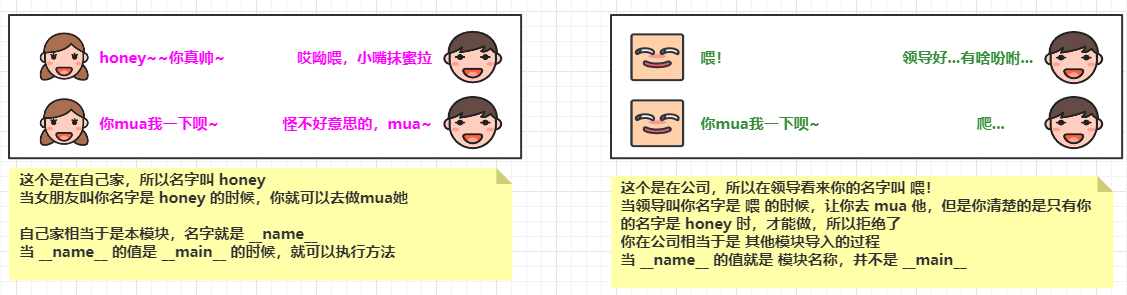 honey~~你真帅~
哎呦喂，小嘴抹蜜拉
你mua我一下呗~
怪不好意思的，mua~
这个是在自己家，所以名字叫 honey
当女朋友叫你名字是 honey 的时候，你就可以去做mua她
自己家相当于是本模块，名字就是 __name__
当 __name__ 的值是 __main__ 的时候，就可以执行方法
喂！
领导好...有啥吩咐...
你mua我一下呗~
爬...
这个是在公司，所以在领导看来你的名字叫 喂！
当领导叫你名字是 喂 的时候，让你去 mua 他，但是你清楚的是只有你
的名字是 honey 时，才能做，所以拒绝了
你在公司相当于是 其他模块导入的过程
当 __name__ 的值就是 模块名称，并不是 __main__